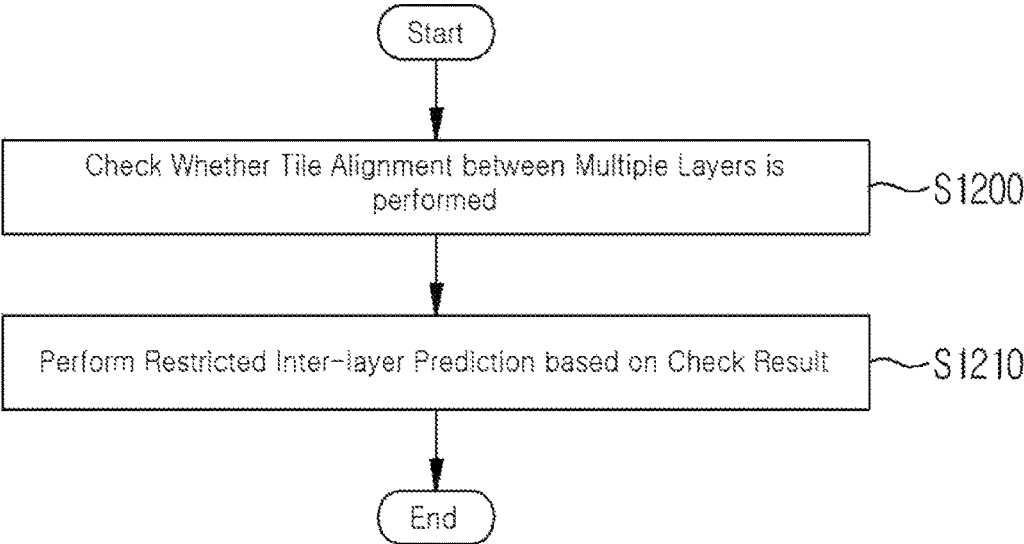 Start
Check Whether Tile Alignment between Multiple Layers is
performed
S1200
Perform Restricted Inter-layer Prediction based on Check Result
S1210
End